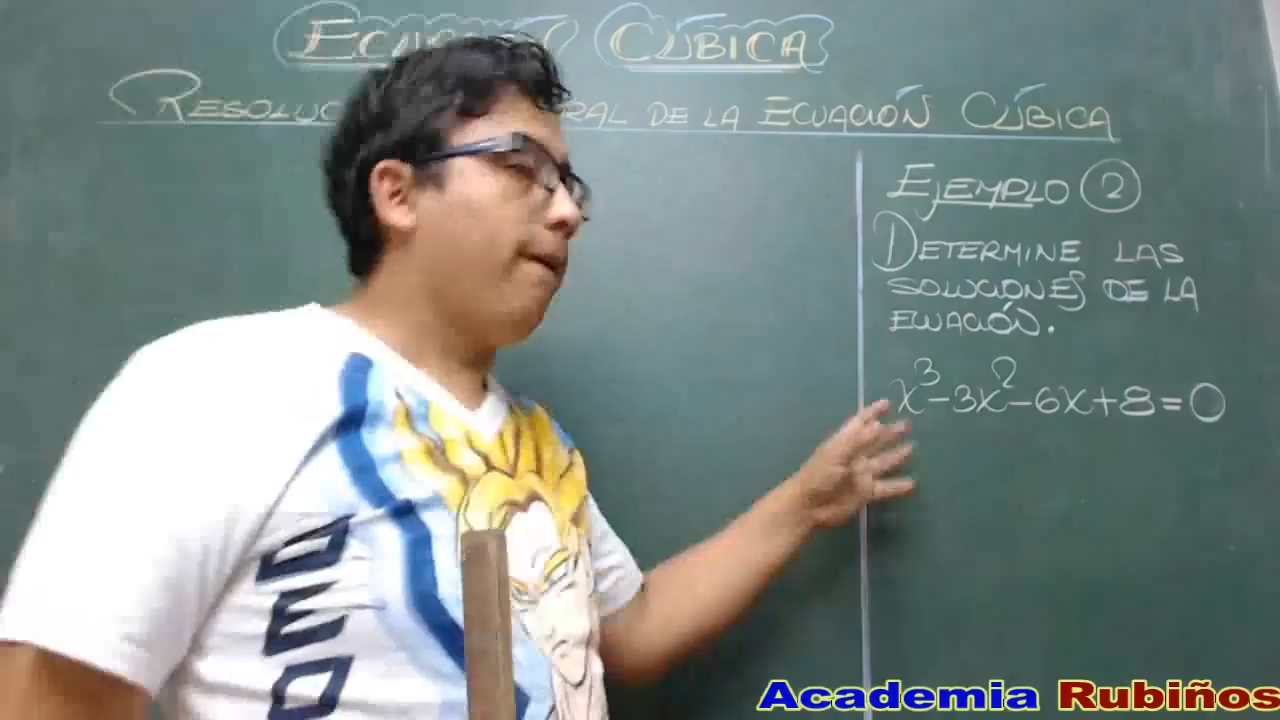 CÚBICA
DE LA ECUACIÓN CÚBICA
EJEMPLO 2
DETERMINE LAS
SOLUCIONES DE LA
ECUACIÓN.
x³-3x²-6x+8=0
Academia Rubiños